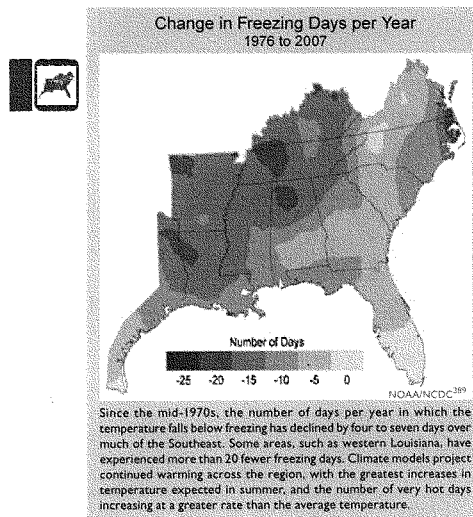 Change in Freezing Days per Year
1976 to 2007
Number of Days
-25 -20 -15 -10 -5 0
NOAA/NCDC389
Since the mid-1970s, the number of days per year in which the
temperature falls below freezing has declined by four to seven days over
much of the Southeast. Some areas, such as western Louisiana, have
experienced more than 20 fewer freezing days. Climate models project
continued warming across the region, with the greatest increases in
temperature expected in summer, and the number of very hot days
increasing at a greater rate than the average temperature.